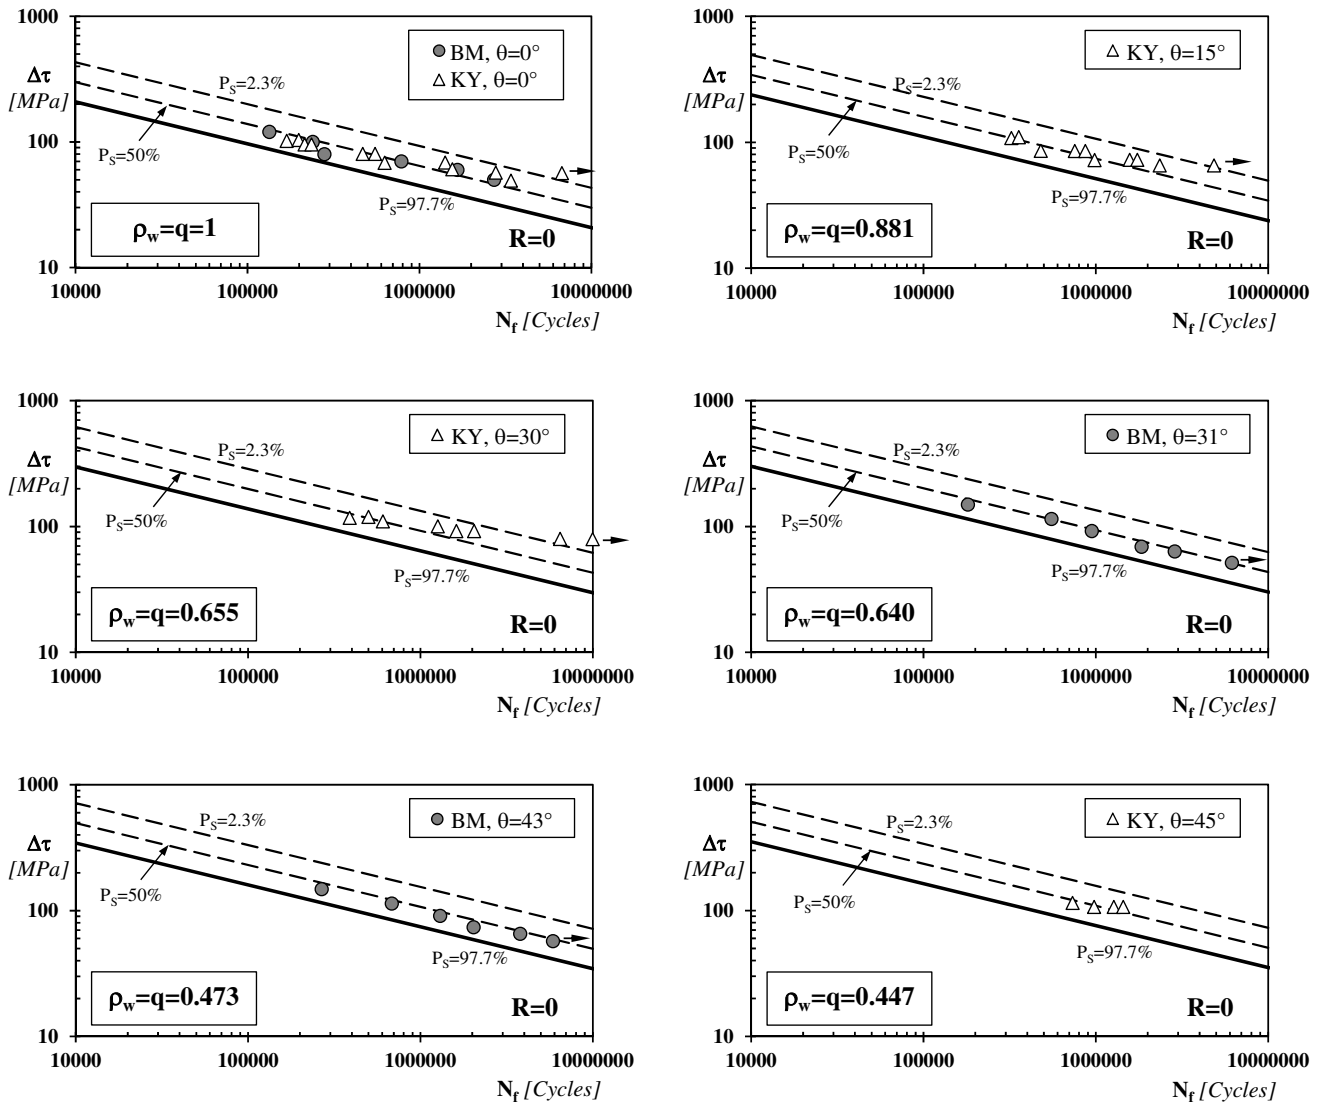 1000
Δτ
[MPa]
100
10
BM, θ=0°
KY, θ=0°
P_S=2.3%
P_S=50%
P_S=97.7%
ρ_w=q=1
R=0
10000 100000 1000000 10000000
N_f [Cycles]
1000
Δτ
[MPa]
100
10
KY, θ=15°
P_S=2.3%
P_S=50%
P_S=97.7%
ρ_w=q=0.881
R=0
10000 100000 1000000 10000000
N_f [Cycles]
1000
Δτ
[MPa]
100
10
KY, θ=30°
P_S=2.3%
P_S=50%
P_S=97.7%
ρ_w=q=0.655
R=0
10000 100000 1000000 10000000
N_f [Cycles]
1000
Δτ
[MPa]
100
10
BM, θ=31°
P_S=2.3%
P_S=50%
P_S=97.7%
ρ_w=q=0.640
R=0
10000 100000 1000000 10000000
N_f [Cycles]
1000
Δτ
[MPa]
100
10
BM, θ=43°
P_S=2.3%
P_S=50%
P_S=97.7%
ρ_w=q=0.473
R=0
10000 100000 1000000 10000000
N_f [Cycles]
1000
Δτ
[MPa]
100
10
KY, θ=45°
P_S=2.3%
P_S=50%
P_S=97.7%
ρ_w=q=0.447
R=0
10000 100000 1000000 10000000
N_f [Cycles]